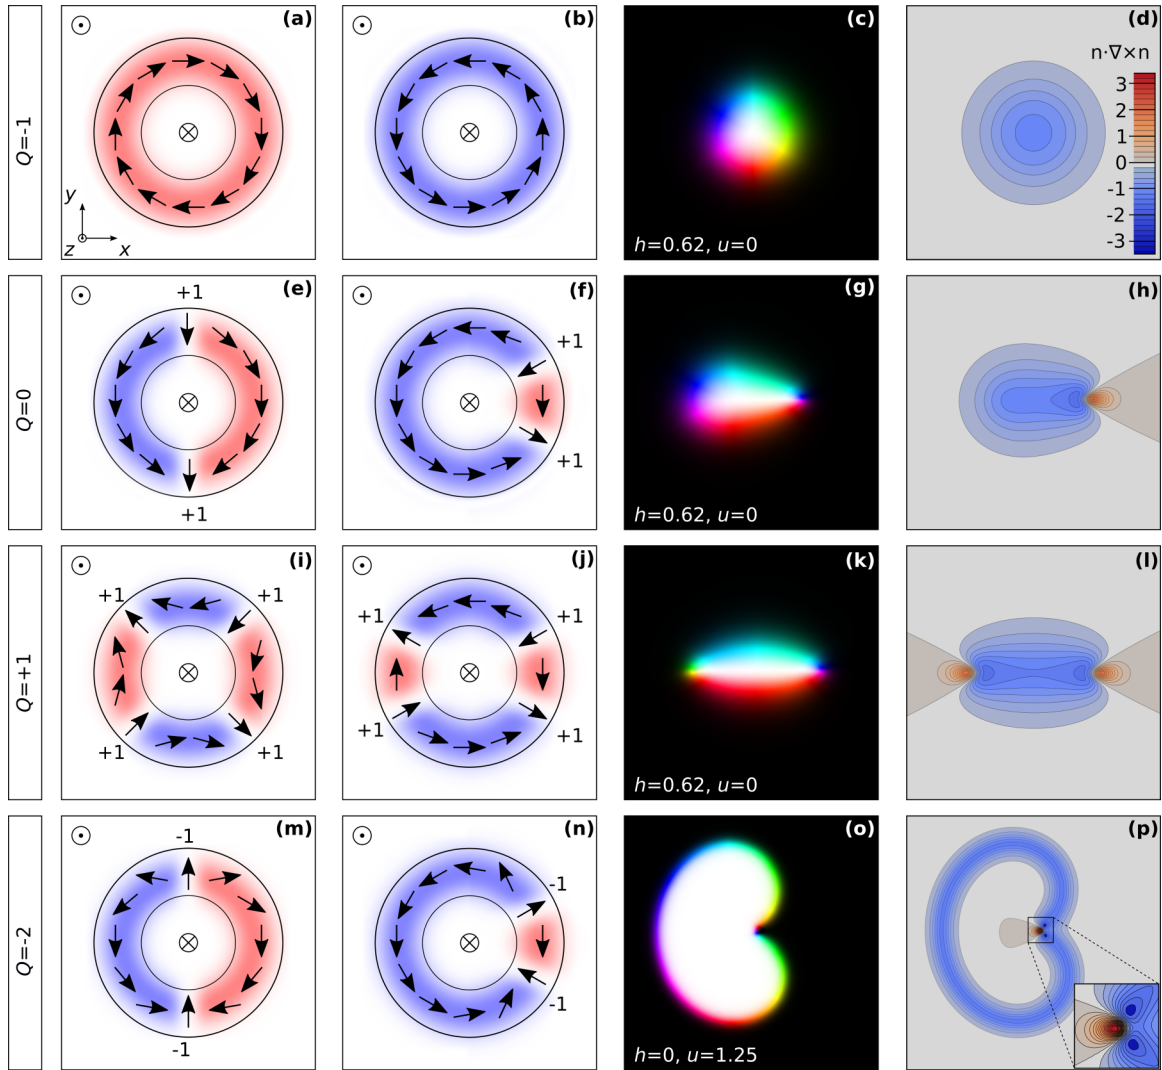 Q=-1
(a)
y
z
x
(b)
(c)
h=0.62, u=0
(d)
n·∇×n
3
2
1
0
-1
-2
-3
Q=0
(e)
+1
+1
(f)
+1
+1
(g)
h=0.62, u=0
(h)
Q=+1
(i)
+1
+1
+1
+1
(j)
+1
+1
+1
+1
(k)
h=0.62, u=0
(l)
Q=-2
(m)
-1
-1
(n)
-1
-1
(o)
h=0, u=1.25
(p)